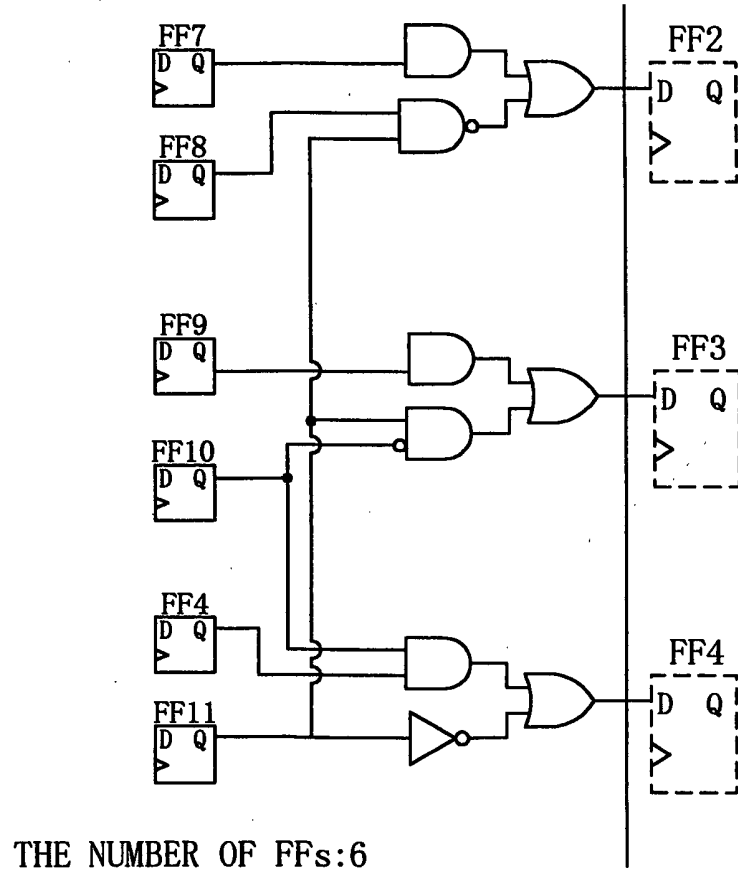 FF7
D Q
FF2
D Q
FF8
D Q
FF9
D Q
FF3
D Q
FF10
D Q
FF4
D Q
FF4
D Q
FF11
D Q
THE NUMBER OF FFs:6